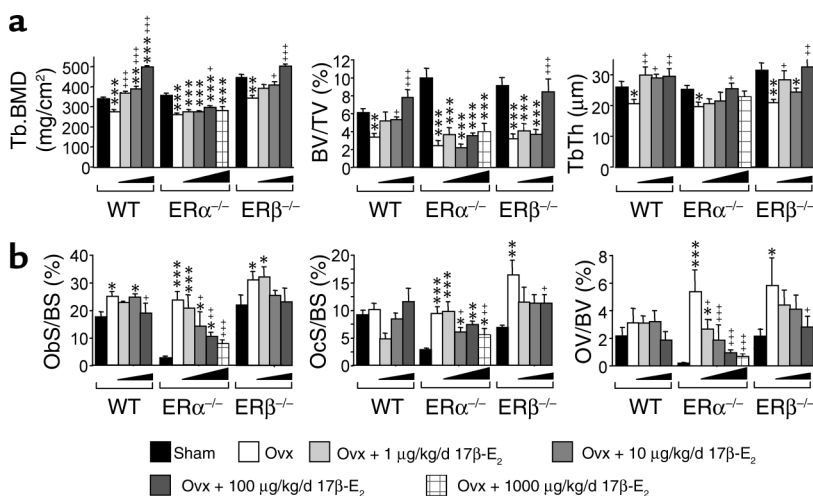 a
Tb.BMD (mg/cm²)
500
400
300
200
100
0
WT ERα⁻/⁻ ERβ⁻/⁻
BV/TV (%)
12
10
8
6
4
2
0
WT ERα⁻/⁻ ERβ⁻/⁻
TbTh (μm)
30
20
10
0
WT ERα⁻/⁻ ERβ⁻/⁻
b
ObS/BS (%)
40
30
20
10
0
WT ERα⁻/⁻ ERβ⁻/⁻
OcS/BS (%)
20
15
10
5
0
WT ERα⁻/⁻ ERβ⁻/⁻
OV/BV (%)
8
6
4
2
0
WT ERα⁻/⁻ ERβ⁻/⁻
Sham Ovx Ovx + 1 μg/kg/d 17β-E₂ Ovx + 10 μg/kg/d 17β-E₂
Ovx + 100 μg/kg/d 17β-E₂ Ovx + 1000 μg/kg/d 17β-E₂